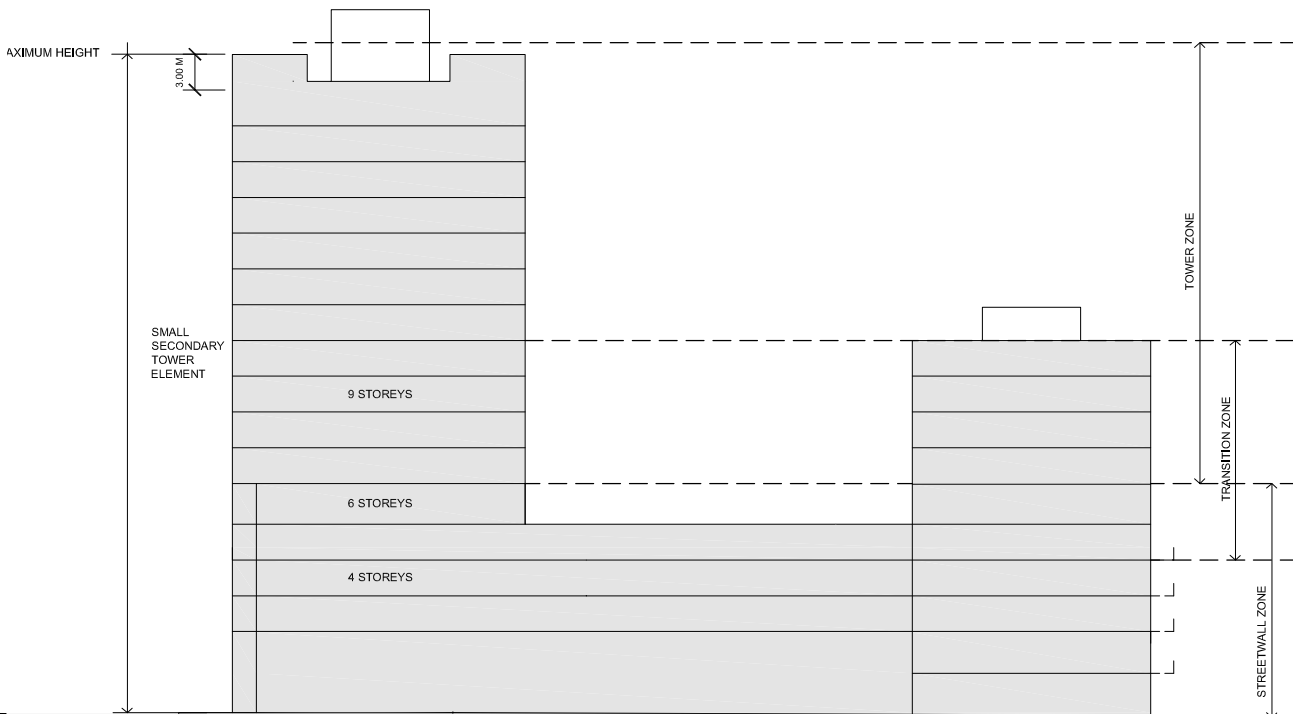 AXIMUM HEIGHT
3.00 M
TOWER ZONE
SMALL
SECONDARY
TOWER
ELEMENT
9 STOREYS
TRANSITION ZONE
6 STOREYS
4 STOREYS
STREETWALL ZONE